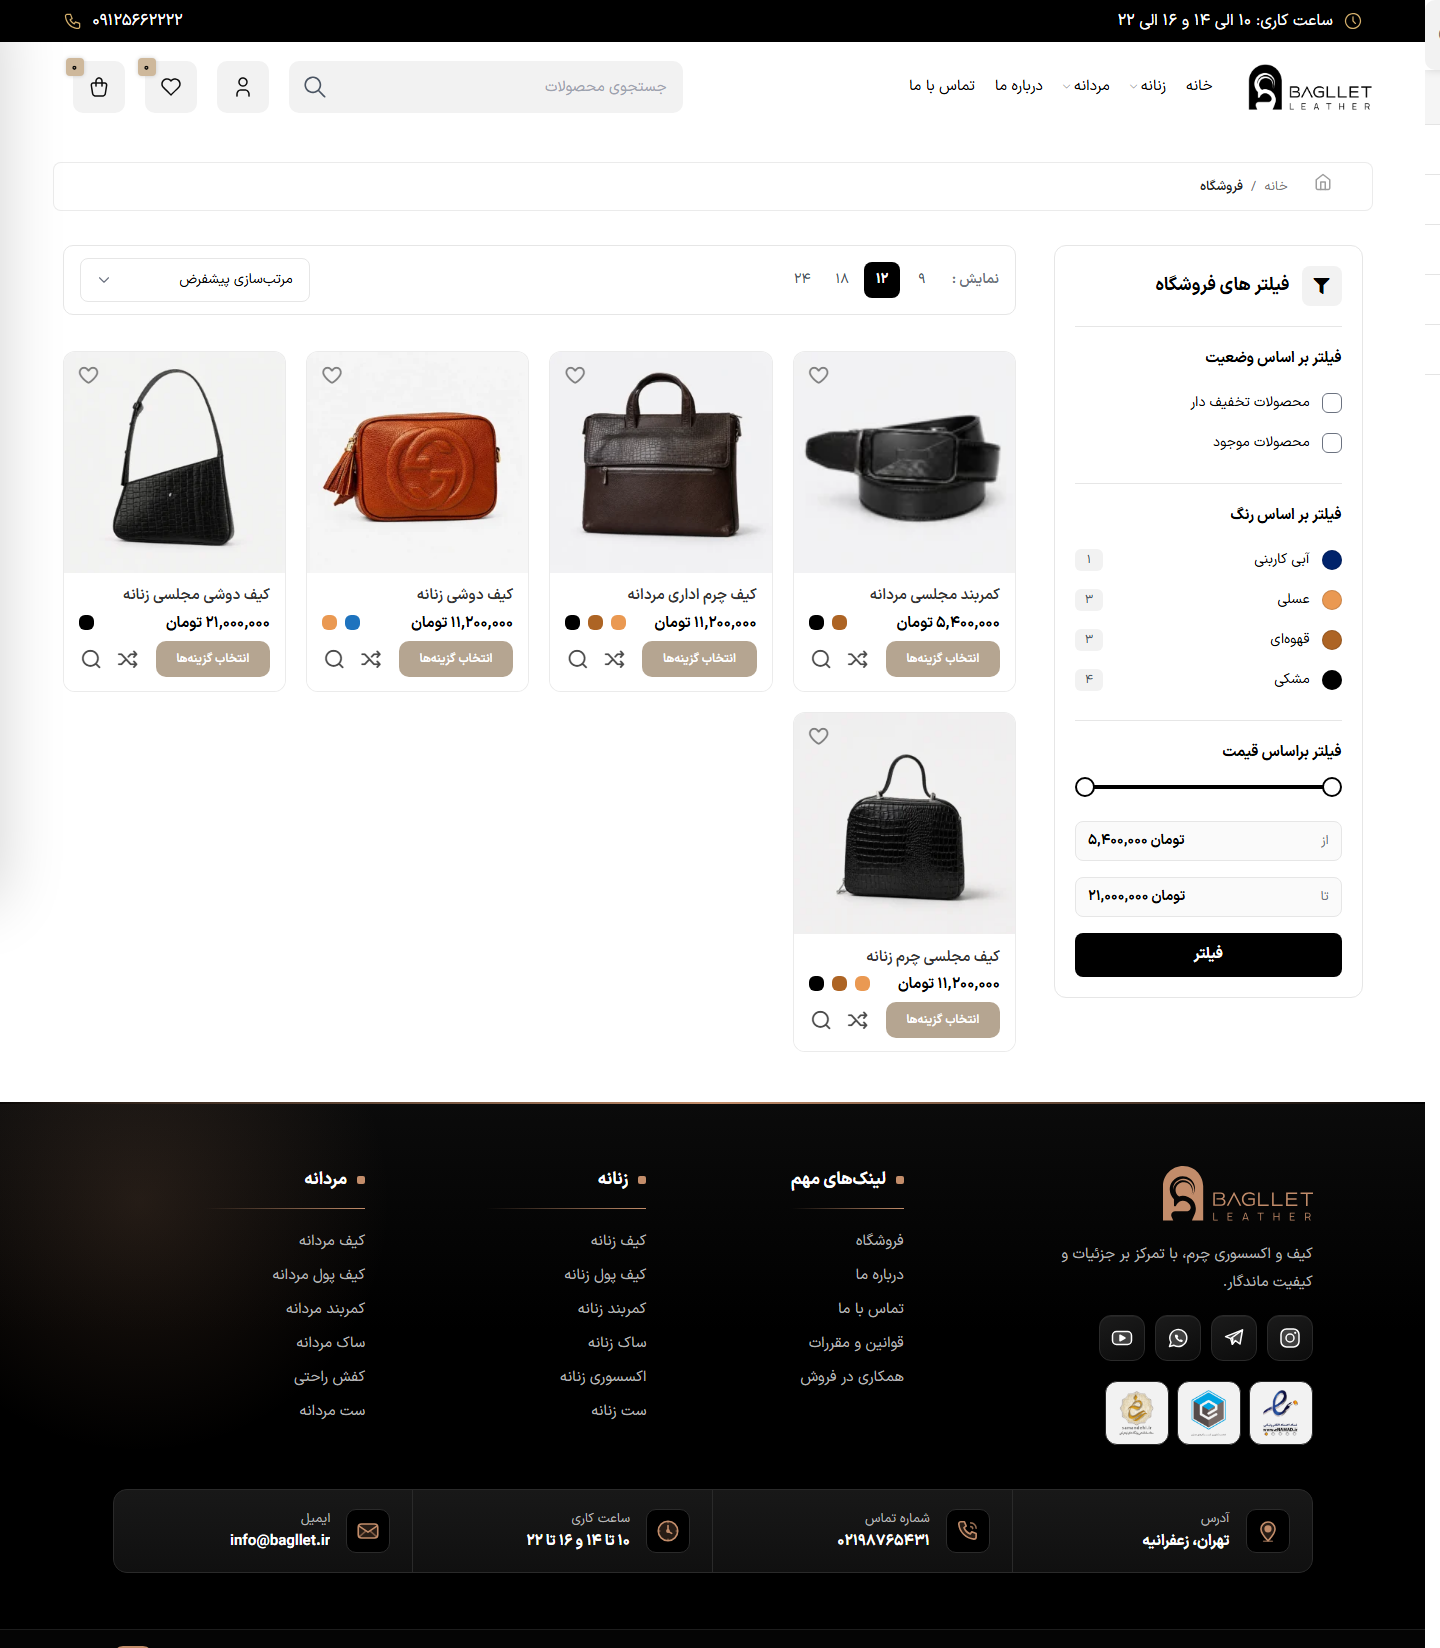 ساعت کاری: ۱۰ الی ۱۴ و ۱۶ الی ۲۲
۰۹۱۲۵۶۶۲۲۲۲
BAGLLET
LEATHER
خانه
زنانه
مردانه
درباره ما
تماس با ما
جستجوی محصولات
۰
۰
خانه / فروشگاه
فیلتر های فروشگاه
فیلتر بر اساس وضعیت
محصولات تخفیف دار
محصولات موجود
فیلتر بر اساس رنگ
آبی کاربنی ۱
عسلی ۳
قهوه‌ای ۳
مشکی ۴
فیلتر براساس قیمت
از ۵,۴۰۰,۰۰۰ تومان
تا ۲۱,۰۰۰,۰۰۰ تومان
فیلتر
نمایش : ۹ ۱۲ ۱۸ ۲۴
مرتب‌سازی پیشفرض
کمربند مجلسی مردانه
۵,۴۰۰,۰۰۰ تومان
انتخاب گزینه‌ها
کیف چرم اداری مردانه
۱۱,۲۰۰,۰۰۰ تومان
انتخاب گزینه‌ها
کیف دوشی زنانه
۱۱,۲۰۰,۰۰۰ تومان
انتخاب گزینه‌ها
کیف دوشی مجلسی زنانه
۲۱,۰۰۰,۰۰۰ تومان
انتخاب گزینه‌ها
کیف مجلسی چرم زنانه
۱۱,۲۰۰,۰۰۰ تومان
انتخاب گزینه‌ها
BAGLLET
LEATHER
کیف و اکسسوری چرم، با تمرکز بر جزئیات و
کیفیت ماندگار.
لینک‌های مهم
فروشگاه
درباره ما
تماس با ما
قوانین و مقررات
همکاری در فروش
زنانه
کیف زنانه
کیف پول زنانه
کمربند زنانه
ساک زنانه
اکسسوری زنانه
ست زنانه
مردانه
کیف مردانه
کیف پول مردانه
کمربند مردانه
ساک مردانه
کفش راحتی
ست مردانه
آدرس
تهران، زعفرانیه
شماره تماس
۰۲۱۹۸۷۶۵۴۳۱
ساعت کاری
۱۰ تا ۱۴ و ۱۶ تا ۲۲
ایمیل
info@bagllet.ir